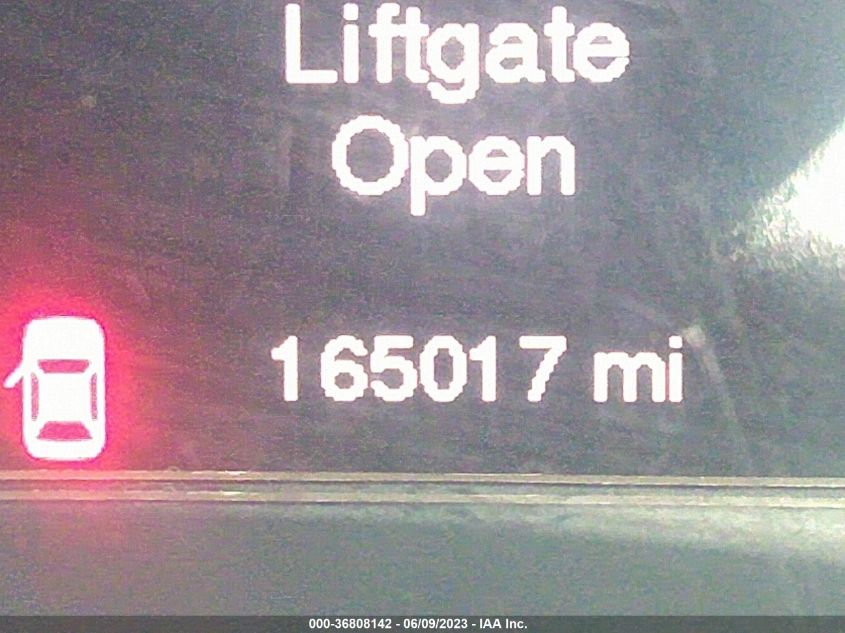 Liftgate
Open
165017 mi
000-36808142 - 06/09/2023 - IAA Inc.